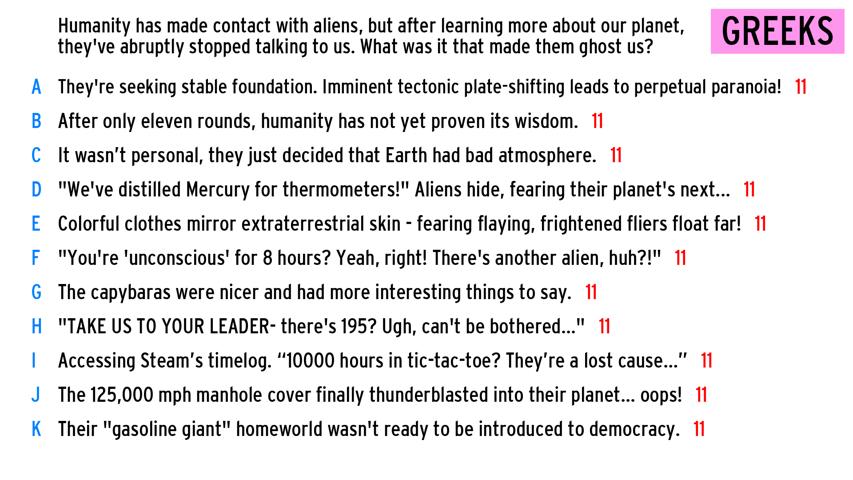 Humanity has made contact with aliens, but after learning more about our planet,
they've abruptly stopped talking to us. What was it that made them ghost us?
GREEKS
A They're seeking stable foundation. Imminent tectonic plate-shifting leads to perpetual paranoia! 11
B After only eleven rounds, humanity has not yet proven its wisdom. 11
C It wasn’t personal, they just decided that Earth had bad atmosphere. 11
D "We've distilled Mercury for thermometers!" Aliens hide, fearing their planet's next... 11
E Colorful clothes mirror extraterrestrial skin - fearing flaying, frightened fliers float far! 11
F "You're 'unconscious' for 8 hours? Yeah, right! There's another alien, huh?!" 11
G The capybaras were nicer and had more interesting things to say. 11
H "TAKE US TO YOUR LEADER- there's 195? Ugh, can't be bothered..." 11
I Accessing Steam’s timelog. “10000 hours in tic-tac-toe? They’re a lost cause...” 11
J The 125,000 mph manhole cover finally thunderblasted into their planet... oops! 11
K Their "gasoline giant" homeworld wasn't ready to be introduced to democracy. 11